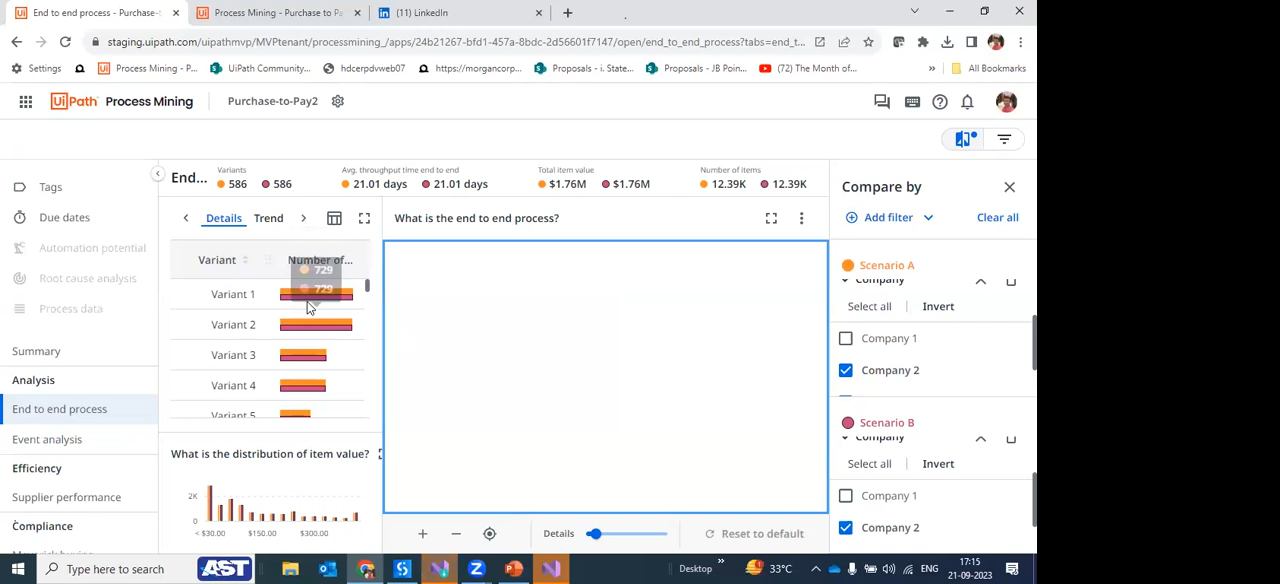 End to end process - Purchase-
Process Mining - Purchase to Pa
(11) LinkedIn
staging.uipath.com/uipathmvp/MVPtenant/processmining_/apps/24b21267-bfd1-457a-8bdc-2d56601f7147/open/end_to_end_process?tabs=end_t...
Settings
Process Mining - P...
UiPath Community...
hdcerpdvweb07
https://morgancorp...
Proposals - i. State...
Proposals - JB Poin...
(72) The Month of...
»
All Bookmarks
UiPath Process Mining
Purchase-to-Pay2
Tags
Due dates
Automation potential
Root cause analysis
Process data
Summary
Analysis
End to end process
Event analysis
Efficiency
Supplier performance
Compliance
End...
Variants
586 586
Avg. throughput time end to end
21.01 days 21.01 days
Total item value
$1.76M $1.76M
Number of items
12.39K 12.39K
Details Trend
Variant Number of...
729
729
Variant 1
Variant 2
Variant 3
Variant 4
Variant 5
What is the distribution of item value?
2K
0
< $30.00 $150.00 $300.00
What is the end to end process?
Details
Reset to default
Compare by
Add filter
Clear all
Scenario A
Company
Select all Invert
Company 1
Company 2
Scenario B
Company
Select all Invert
Company 1
Company 2
Type here to search
AST
Desktop »
33°C
ENG
17:15
21-09-2023